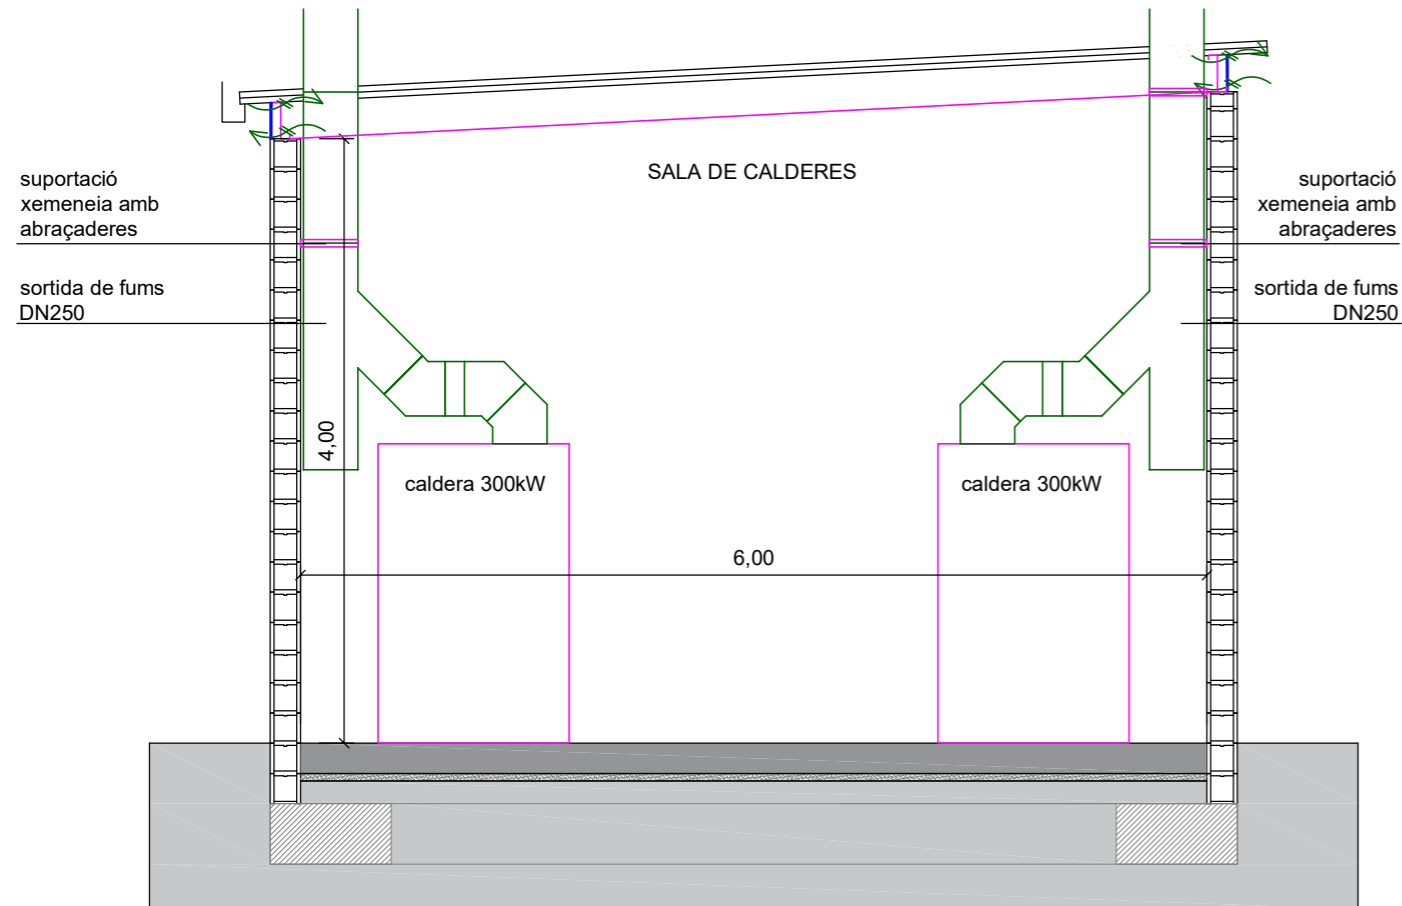 SALA DE CALDERES
suportació
xemeneia amb
abraçaderes
sortida de fums
DN250
suportació
xemeneia amb
abraçaderes
sortida de fums
DN250
4,00
caldera 300kW
caldera 300kW
6,00